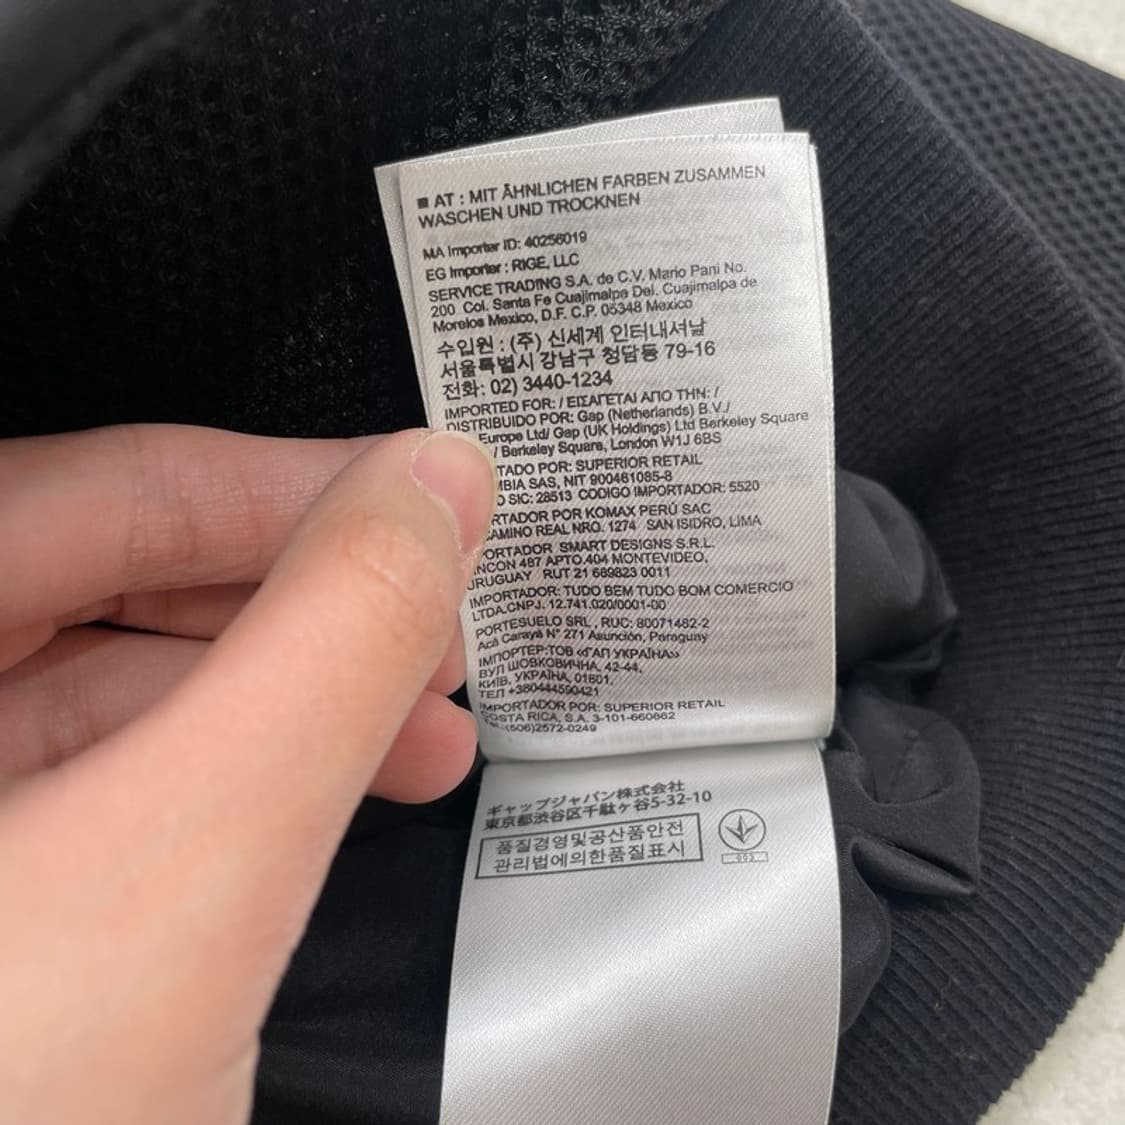 ■ AT : MIT ÄHNLICHEN FARBEN ZUSAMMEN
WASCHEN UND TROCKNEN
MA Importer ID: 40256019
EG Importer : RIGE, LLC
SERVICE TRADING S.A. de C.V. Mario Pani No.
200 Col. Santa Fe Cuajimalpa Del. Cuajimalpa de
Morelos Mexico, D.F. C.P. 05348 Mexico
수입원 : (주) 신세계 인터내셔날
서울특별시 강남구 청담동 79-16
전화: 02) 3440-1234
IMPORTED FOR: / ΕΙΣΑΓΕΤΑΙ ΑΠΟ ΤΗΝ: /
DISTRIBUIDO POR: Gap (Netherlands) B.V./
Europe Ltd/ Gap (UK Holdings) Ltd Berkeley Square
/ Berkeley Square, London W1J 6BS
TADO POR: SUPERIOR RETAIL
MBIA SAS, NIT 900461085-8
O SIC: 28513 CODIGO IMPORTADOR: 5520
RTADOR POR KOMAX PERÚ SAC
CAMINO REAL NRO. 1274 SAN ISIDRO, LIMA
PORTADOR SMART DESIGNS S.R.L.
INCON 487 APTO.404 MONTEVIDEO,
URUGUAY RUT 21 689823 0011
IMPORTADOR: TUDO BEM TUDO BOM COMERCIO
LTDA.CNPJ. 12.741.020/0001-00
PORTESUELO SRL , RUC: 80071482-2
Acá Carayá N° 271 Asunción, Paraguay
ІМПОРТЕР:ТОВ «ГАП УКРАЇНА»
ВУЛ ШОВКОВИЧНА, 42-44,
КИЇВ, УКРАЇНА, 01601,
ТЕЛ +380444590421
IMPORTADOR POR: SUPERIOR RETAIL
COSTA RICA, S.A. 3-101-660662
(506)2572-0249
ギャップジャパン株式会社
東京都渋谷区千駄ヶ谷5-32-10
품질경영및공산품안전
관리법에의한품질표시
003